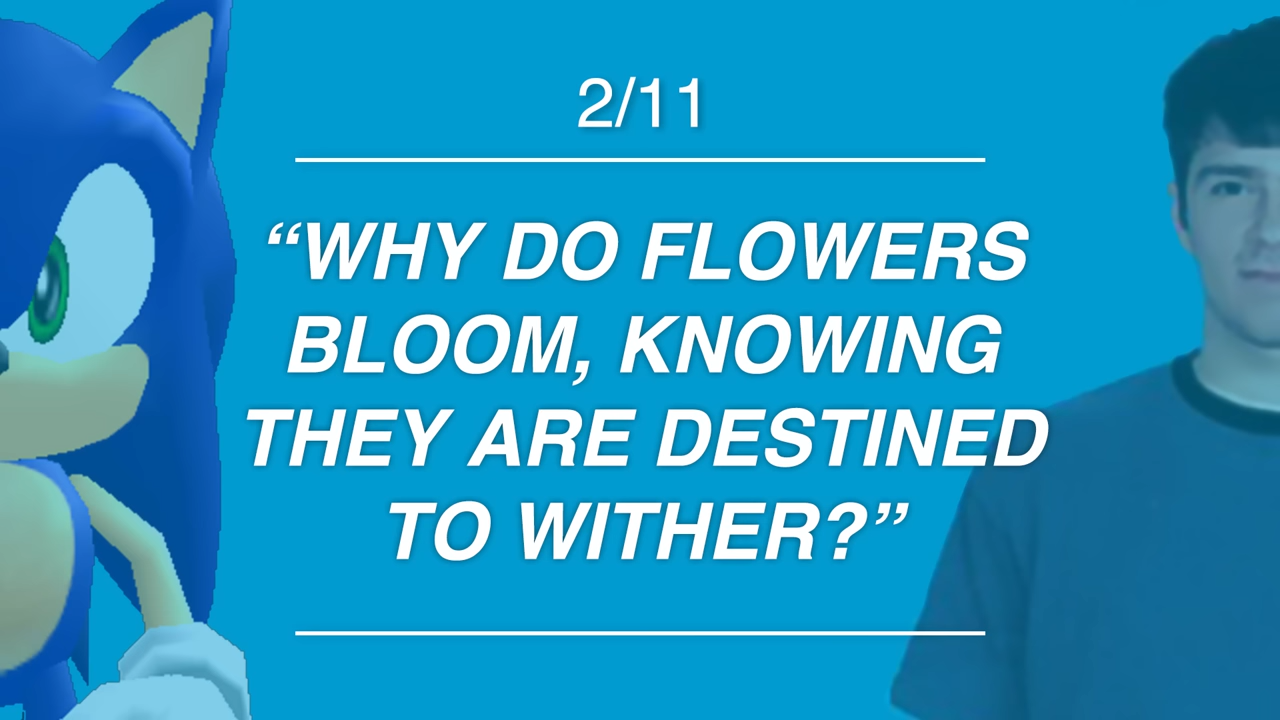 2/11
“WHY DO FLOWERS
BLOOM, KNOWING
THEY ARE DESTINED
TO WITHER?”